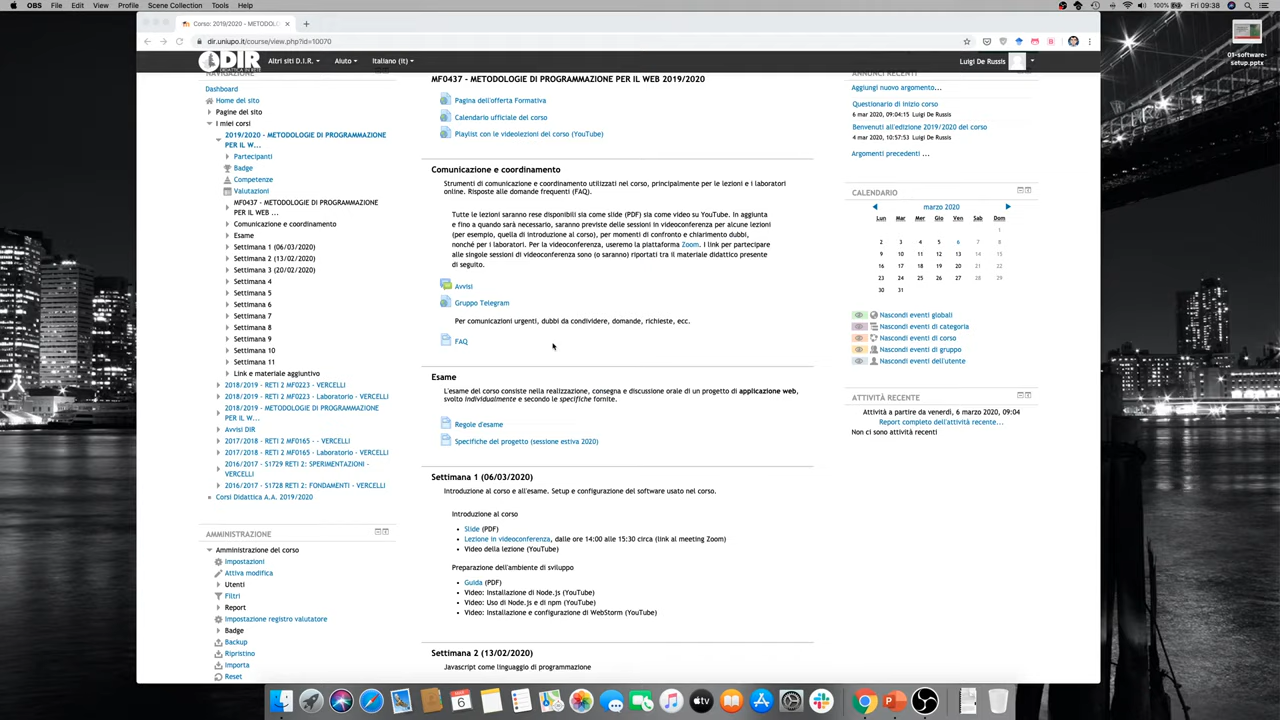 OBS File Edit View Profile Scene Collection Tools Help
100% Fri 09:38
Corso: 2019/2020 - METODOLO
dir.uniupo.it/course/view.php?id=10070
DIR Altri siti D.I.R. Aiuto Italiano (it) Luigi De Russis
NAVIGAZIONE
Dashboard
Home del sito
Pagine del sito
I miei corsi
2019/2020 - METODOLOGIE DI PROGRAMMAZIONE
PER IL W...
Partecipanti
Badge
Competenze
Valutazioni
MF0437 - METODOLOGIE DI PROGRAMMAZIONE
PER IL WEB ...
Comunicazione e coordinamento
Esame
Settimana 1 (06/03/2020)
Settimana 2 (13/02/2020)
Settimana 3 (20/02/2020)
Settimana 4
Settimana 5
Settimana 6
Settimana 7
Settimana 8
Settimana 9
Settimana 10
Settimana 11
Link e materiale aggiuntivo
2018/2019 - RETI 2 MF0223 - VERCELLI
2018/2019 - RETI 2 MF0223 - Laboratorio - VERCELLI
2018/2019 - METODOLOGIE DI PROGRAMMAZIONE
PER IL W...
Avvisi DIR
2017/2018 - RETI 2 MF0165 - - VERCELLI
2017/2018 - RETI 2 MF0165 - Laboratorio - VERCELLI
2016/2017 - S1729 RETI 2: SPERIMENTAZIONI -
VERCELLI
2016/2017 - S1728 RETI 2: FONDAMENTI - VERCELLI
Corsi Didattica A.A. 2019/2020
AMMINISTRAZIONE
Amministrazione del corso
Impostazioni
Attiva modifica
Utenti
Filtri
Report
Impostazione registro valutatore
Badge
Backup
Ripristino
Importa
Reset
MF0437 - METODOLOGIE DI PROGRAMMAZIONE PER IL WEB 2019/2020
Pagina dell'offerta Formativa
Calendario ufficiale del corso
Playlist con le videolezioni del corso (YouTube)
Comunicazione e coordinamento
Strumenti di comunicazione e coordinamento utilizzati nel corso, principalmente per le lezioni e i laboratori
online. Risposte alle domande frequenti (FAQ).
Tutte le lezioni saranno rese disponibili sia come slide (PDF) sia come video su YouTube. In aggiunta
e fino a quando sarà necessario, saranno previste delle sessioni in videoconferenza per alcune lezioni
(per esempio, quella di introduzione al corso), per momenti di confronto e chiarimento dubbi,
nonché per i laboratori. Per la videoconferenza, useremo la piattaforma Zoom. I link per partecipare
alle singole sessioni di videoconferenza sono (o saranno) riportati tra il materiale didattico presente
di seguito.
Avvisi
Gruppo Telegram
Per comunicazioni urgenti, dubbi da condividere, domande, richieste, ecc.
FAQ
Esame
L'esame del corso consiste nella realizzazione, consegna e discussione orale di un progetto di applicazione web,
svolto individualmente e secondo le specifiche fornite.
Regole d'esame
Specifiche del progetto (sessione estiva 2020)
Settimana 1 (06/03/2020)
Introduzione al corso e all'esame. Setup e configurazione del software usato nel corso.
Introduzione al corso
• Slide (PDF)
• Lezione in videoconferenza, dalle ore 14:00 alle 15:30 circa (link al meeting Zoom)
• Video della lezione (YouTube)
Preparazione dell'ambiente di sviluppo
• Guida (PDF)
• Video: Installazione di Node.js (YouTube)
• Video: Uso di Node.js e di npm (YouTube)
• Video: Installazione e configurazione di WebStorm (YouTube)
Settimana 2 (13/02/2020)
Javascript come linguaggio di programmazione
ANNUNCI RECENTI
Aggiungi nuovo argomento...
Questionario di inizio corso
6 mar 2020, 09:04:15 Luigi De Russis
Benvenuti all'edizione 2019/2020 del corso
4 mar 2020, 10:57:53 Luigi De Russis
Argomenti precedenti ...
CALENDARIO
marzo 2020
Lun Mar Mer Gio Ven Sab Dom
1
2 3 4 5 6 7 8
9 10 11 12 13 14 15
16 17 18 19 20 21 22
23 24 25 26 27 28 29
30 31
Nascondi eventi globali
Nascondi eventi di categoria
Nascondi eventi di corso
Nascondi eventi di gruppo
Nascondi eventi dell'utente
ATTIVITÀ RECENTE
Attività a partire da venerdì, 6 marzo 2020, 09:04
Report completo dell'attività recente...
Non ci sono attività recenti
01-software-
setup.pptx
6